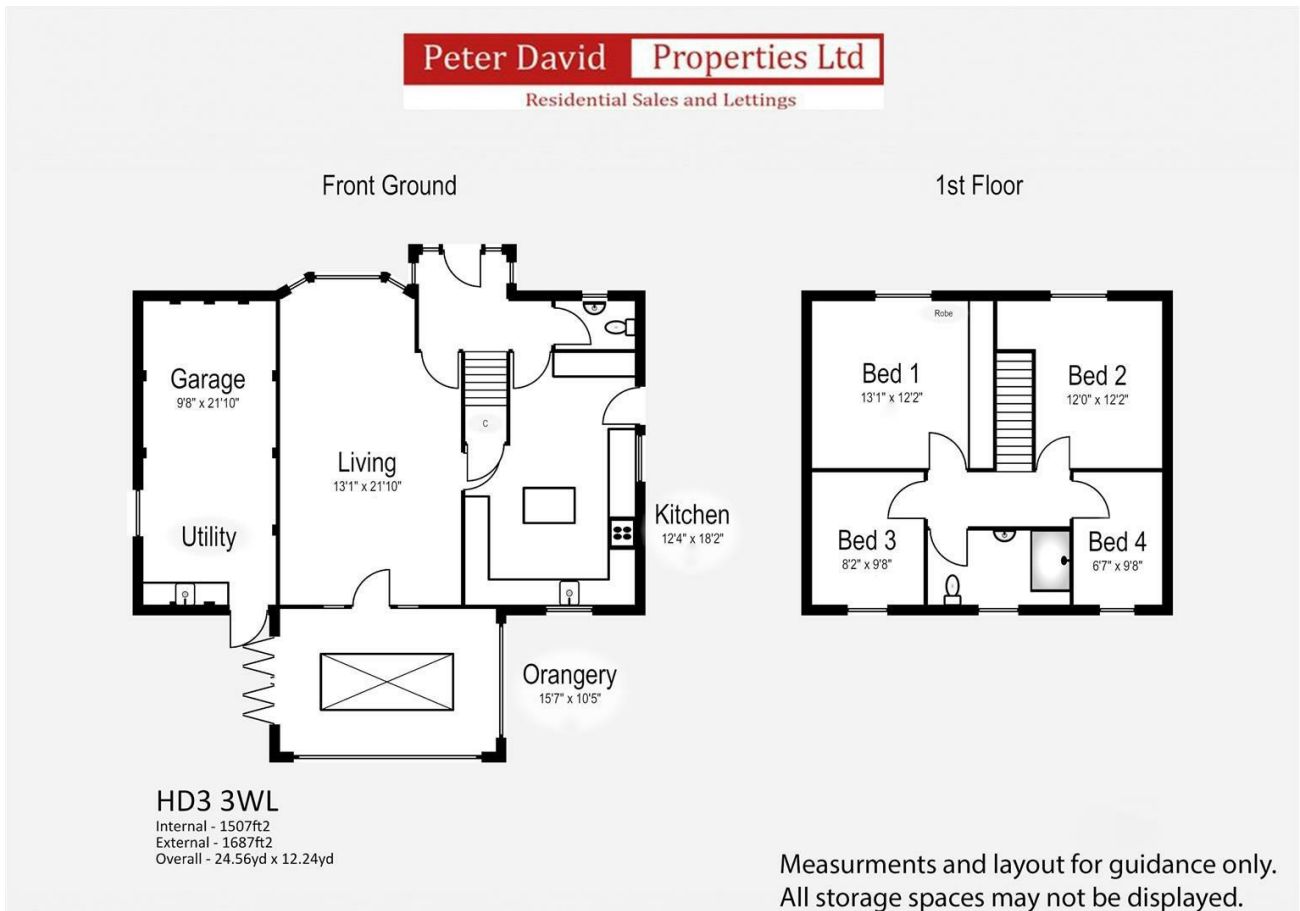 Peter David Properties Ltd
Residential Sales and Lettings
Front Ground
1st Floor
Garage
9'8" x 21'10"
Utility
Living
13'1" x 21'10"
C
Kitchen
12'4" x 18'2"
Orangery
15'7" x 10'5"
Robe
Bed 1
13'1" x 12'2"
Bed 2
12'0" x 12'2"
Bed 3
8'2" x 9'8"
Bed 4
6'7" x 9'8"
HD3 3WL
Internal - 1507ft2
External - 1687ft2
Overall - 24.56yd x 12.24yd
Measurments and layout for guidance only.
All storage spaces may not be displayed.